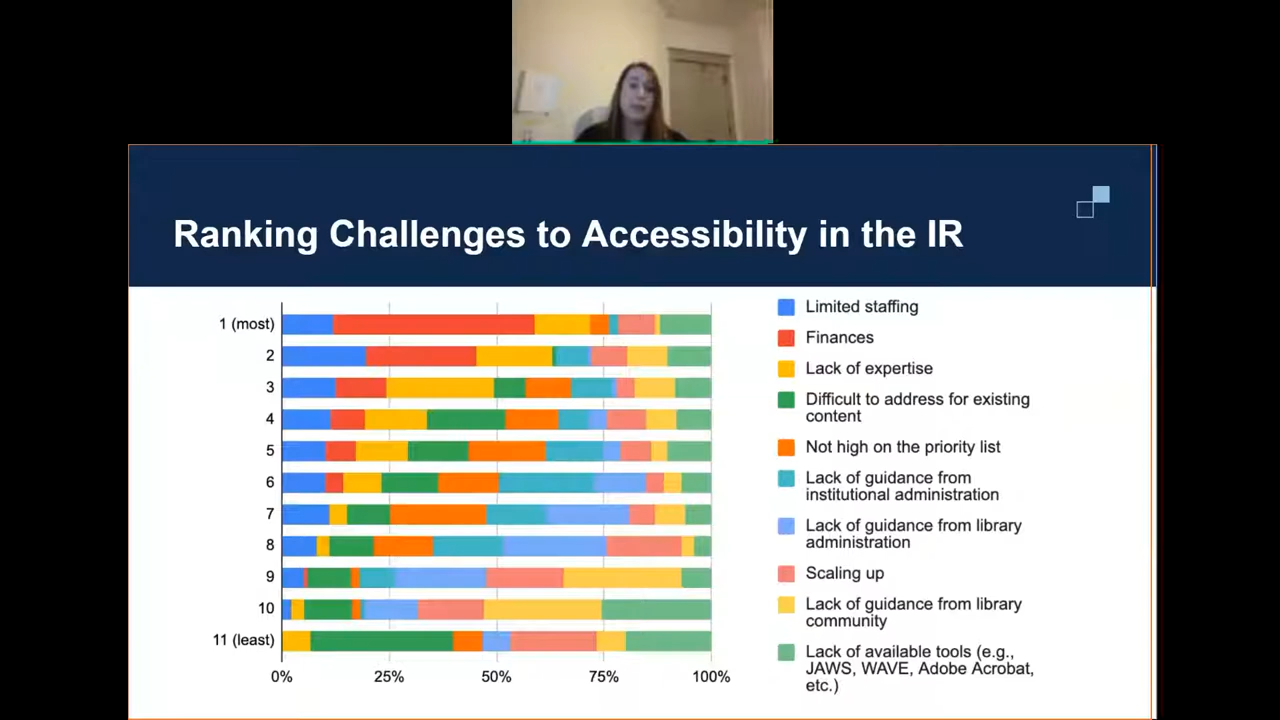 Ranking Challenges to Accessibility in the IR
1 (most)
2
3
4
5
6
7
8
9
10
11 (least)
0%
25%
50%
75%
100%
Limited staffing
Finances
Lack of expertise
Difficult to address for existing
content
Not high on the priority list
Lack of guidance from
institutional administration
Lack of guidance from library
administration
Scaling up
Lack of guidance from library
community
Lack of available tools (e.g.,
JAWS, WAVE, Adobe Acrobat,
etc.)